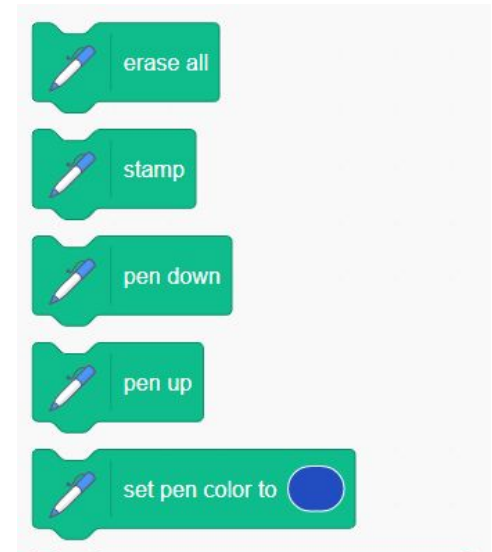 erase all
stamp
pen down
pen up
set pen color to